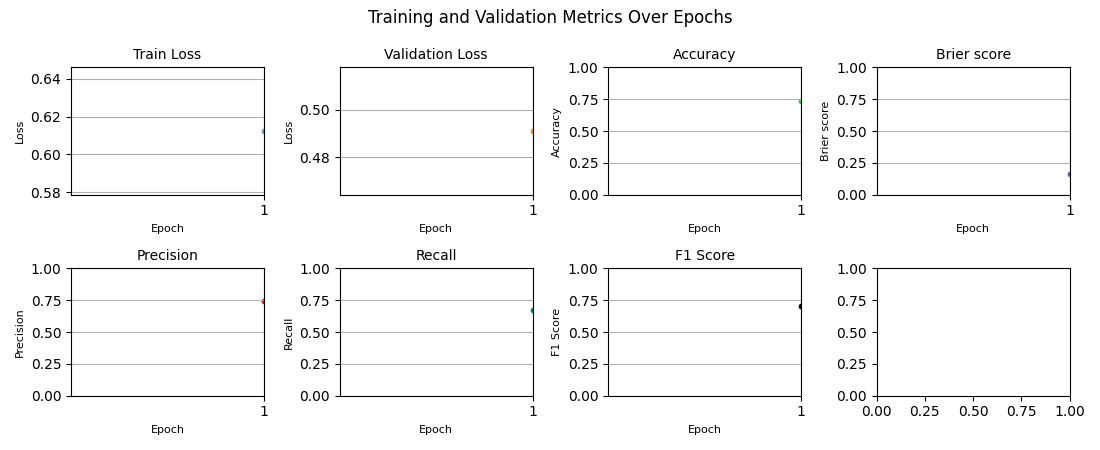 Training and Validation Metrics Over Epochs
Train Loss
0.64
0.62
0.60
0.58
Loss
1
Epoch
Validation Loss
0.50
0.48
Loss
1
Epoch
Accuracy
1.00
0.75
0.50
0.25
0.00
Accuracy
1
Epoch
Brier score
1.00
0.75
0.50
0.25
0.00
Brier score
1
Epoch
Precision
1.00
0.75
0.50
0.25
0.00
Precision
1
Epoch
Recall
1.00
0.75
0.50
0.25
0.00
Recall
1
Epoch
F1 Score
1.00
0.75
0.50
0.25
0.00
F1 Score
1
Epoch
1.00
0.75
0.50
0.25
0.00
0.00 0.25 0.50 0.75 1.00